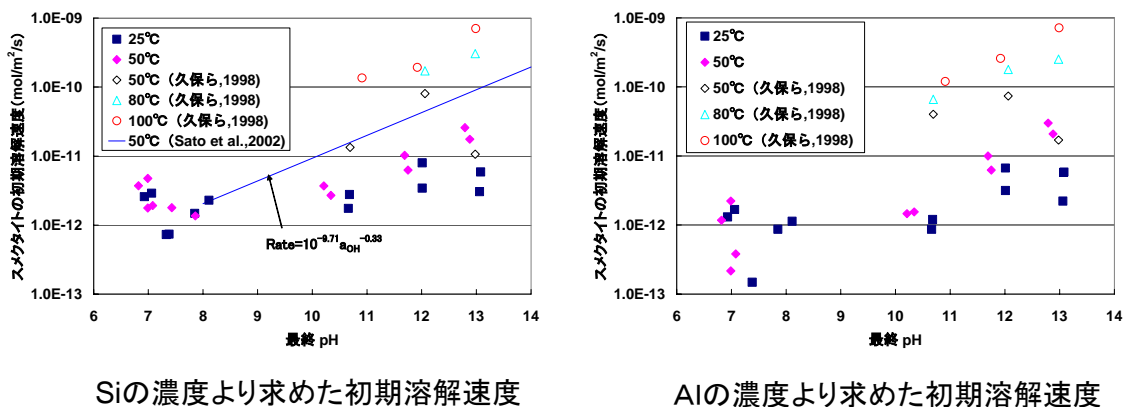 スメクタイトの初期溶解速度(mol/m²/s)
1.0E-09
1.0E-10
1.0E-11
1.0E-12
1.0E-13
25℃
50℃
50℃ (久保ら,1998)
80℃ (久保ら,1998)
100℃ (久保ら,1998)
50℃ (Sato et al.,2002)
Rate=10⁻⁹·⁷¹a_OH⁻⁰·³³
6 7 8 9 10 11 12 13 14
最終 pH
Siの濃度より求めた初期溶解速度
スメクタイトの初期溶解速度(mol/m²/s)
1.0E-09
1.0E-10
1.0E-11
1.0E-12
1.0E-13
25℃
50℃
50℃ (久保ら,1998)
80℃ (久保ら,1998)
100℃ (久保ら,1998)
6 7 8 9 10 11 12 13 14
最終 pH
Alの濃度より求めた初期溶解速度